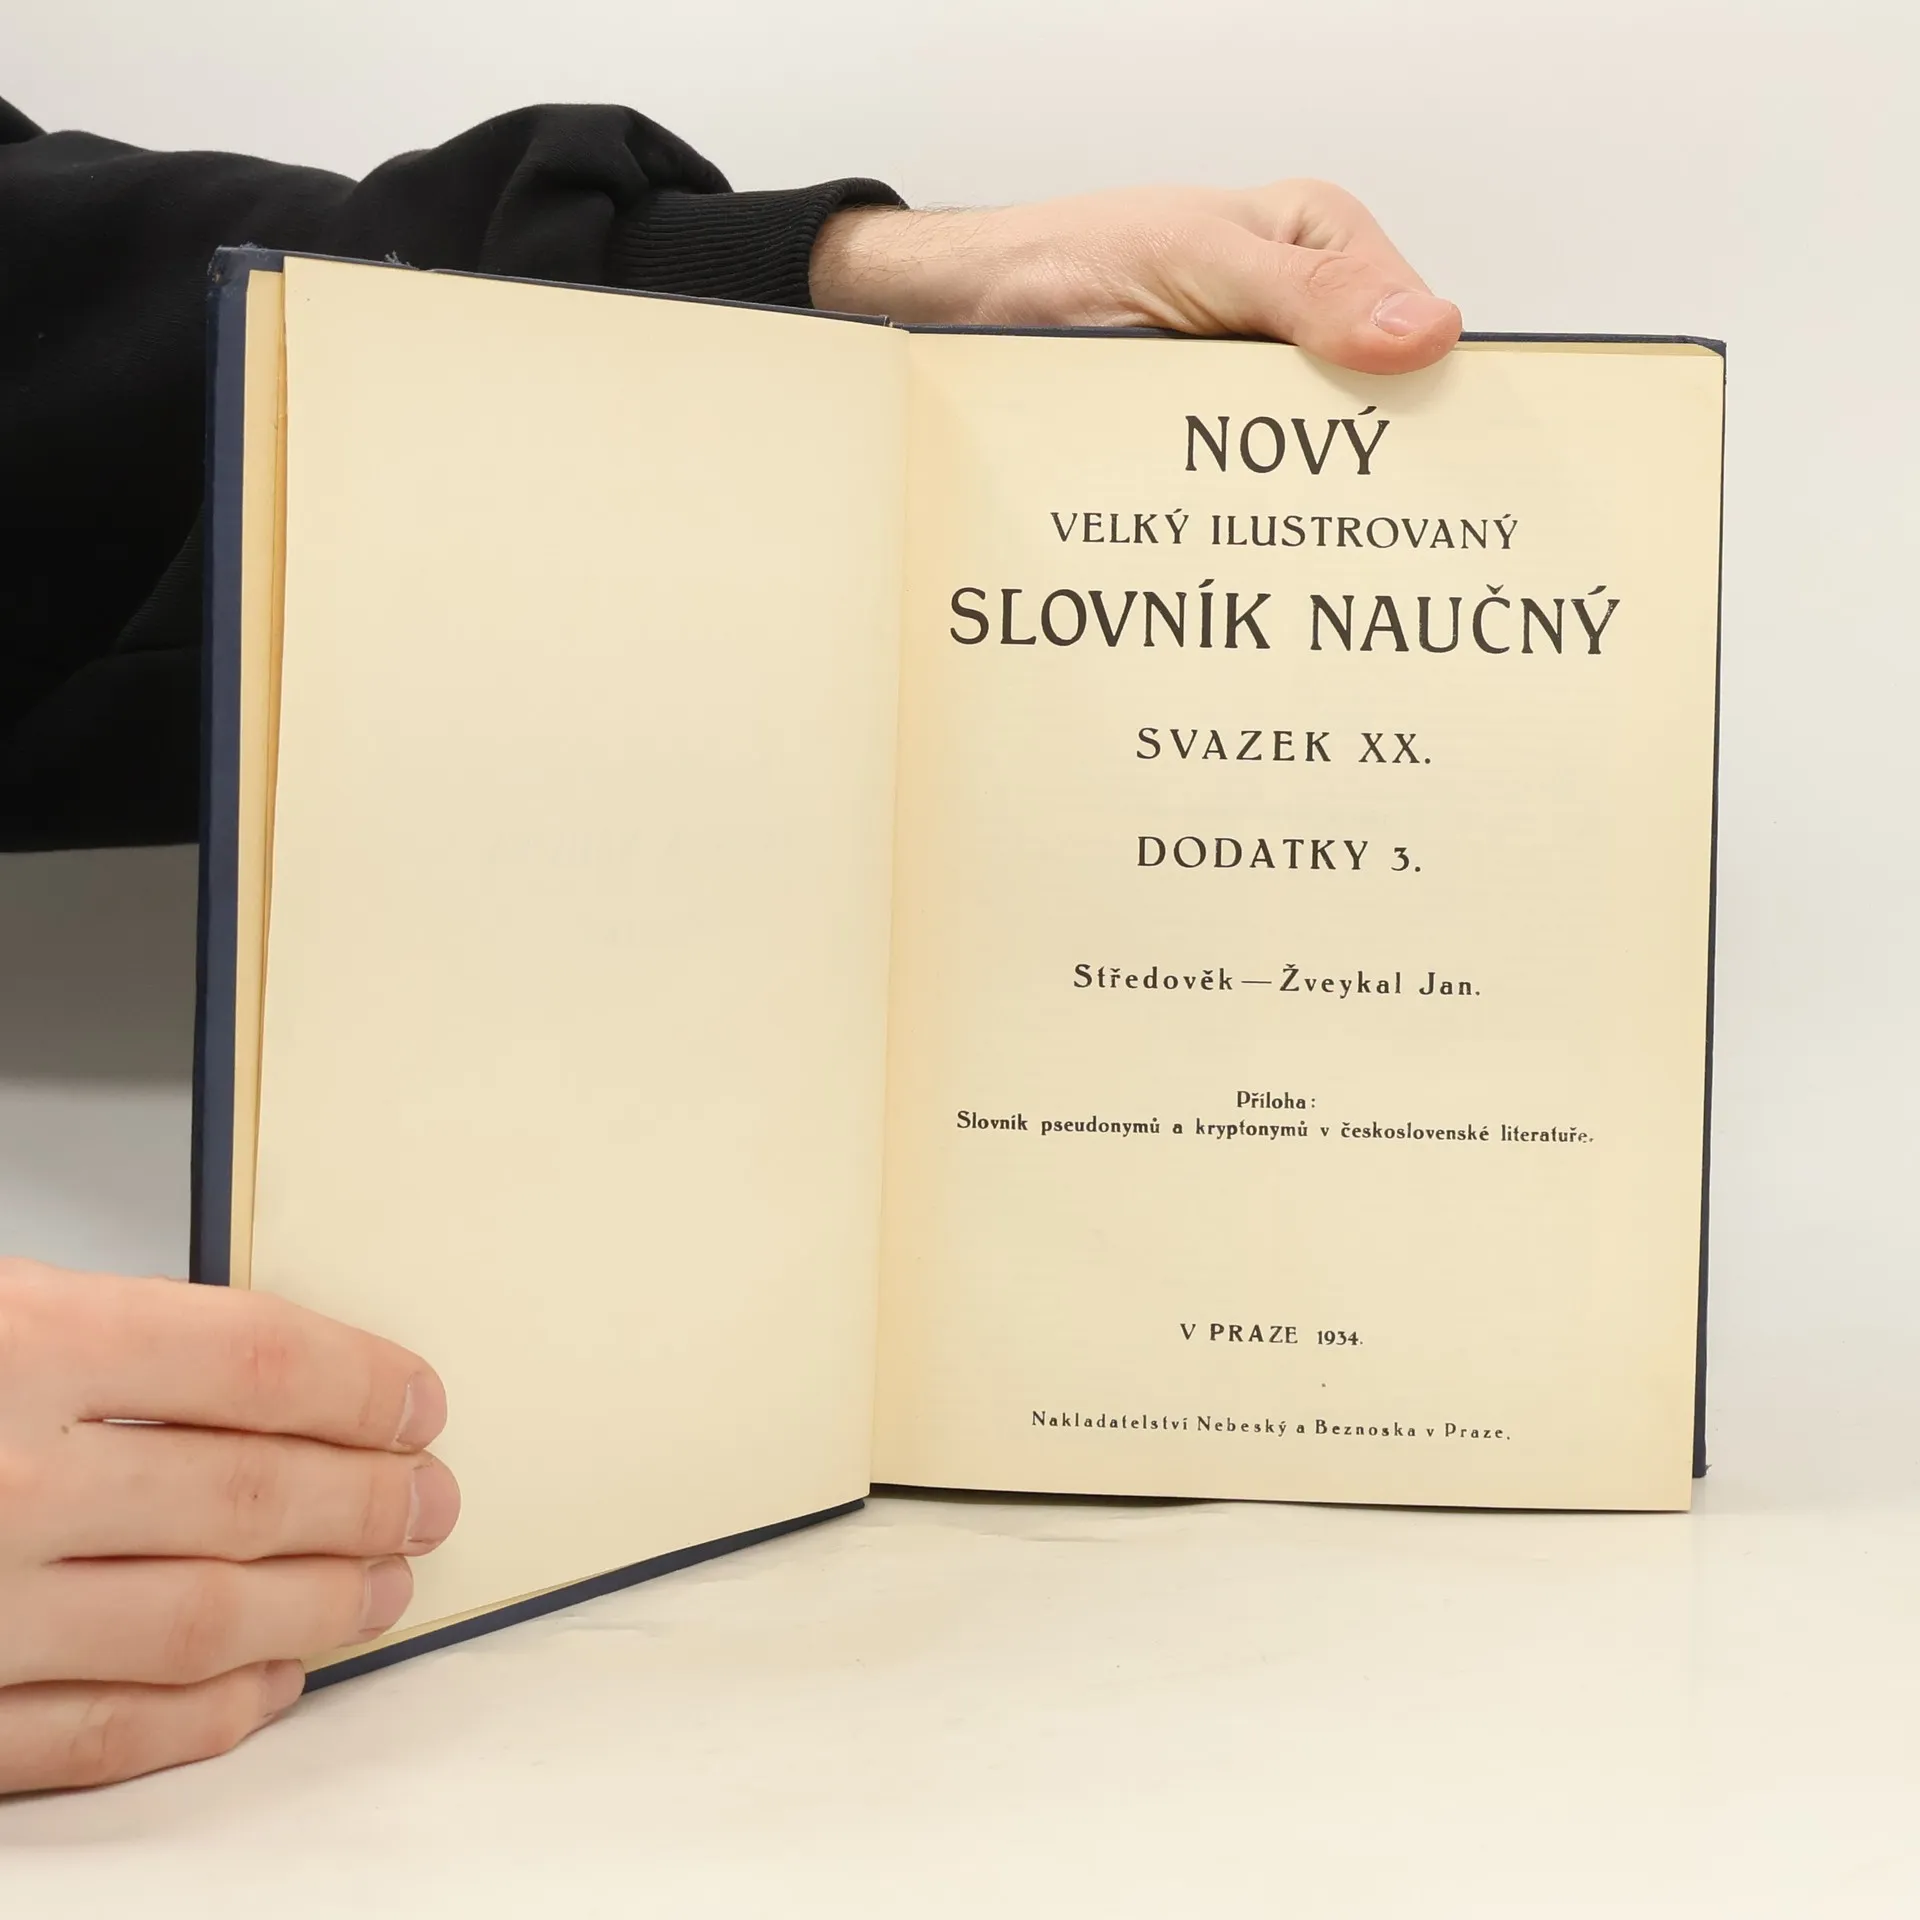 NOVÝ
VELKÝ ILUSTROVANÝ
SLOVNÍK NAUČNÝ
SVAZEK XX.
DODATKY 3.
Středověk — Žveykal Jan.
Příloha:
Slovník pseudonymů a kryptonymů v československé literatuře.
V PRAZE 1934.
Nakladatelství Nebeský a Beznoska v Praze.